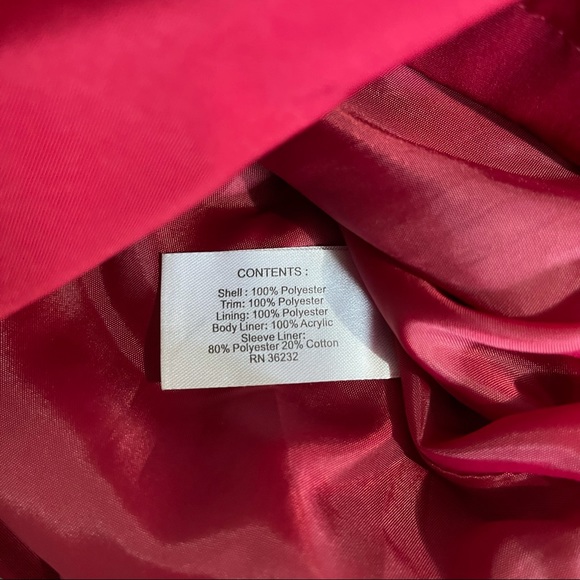 CONTENTS :
Shell : 100% Polyester
Trim: 100% Polyester
Lining: 100% Polyester
Body Liner: 100% Acrylic
Sleeve Liner:
80% Polyester 20% Cotton
RN 36232